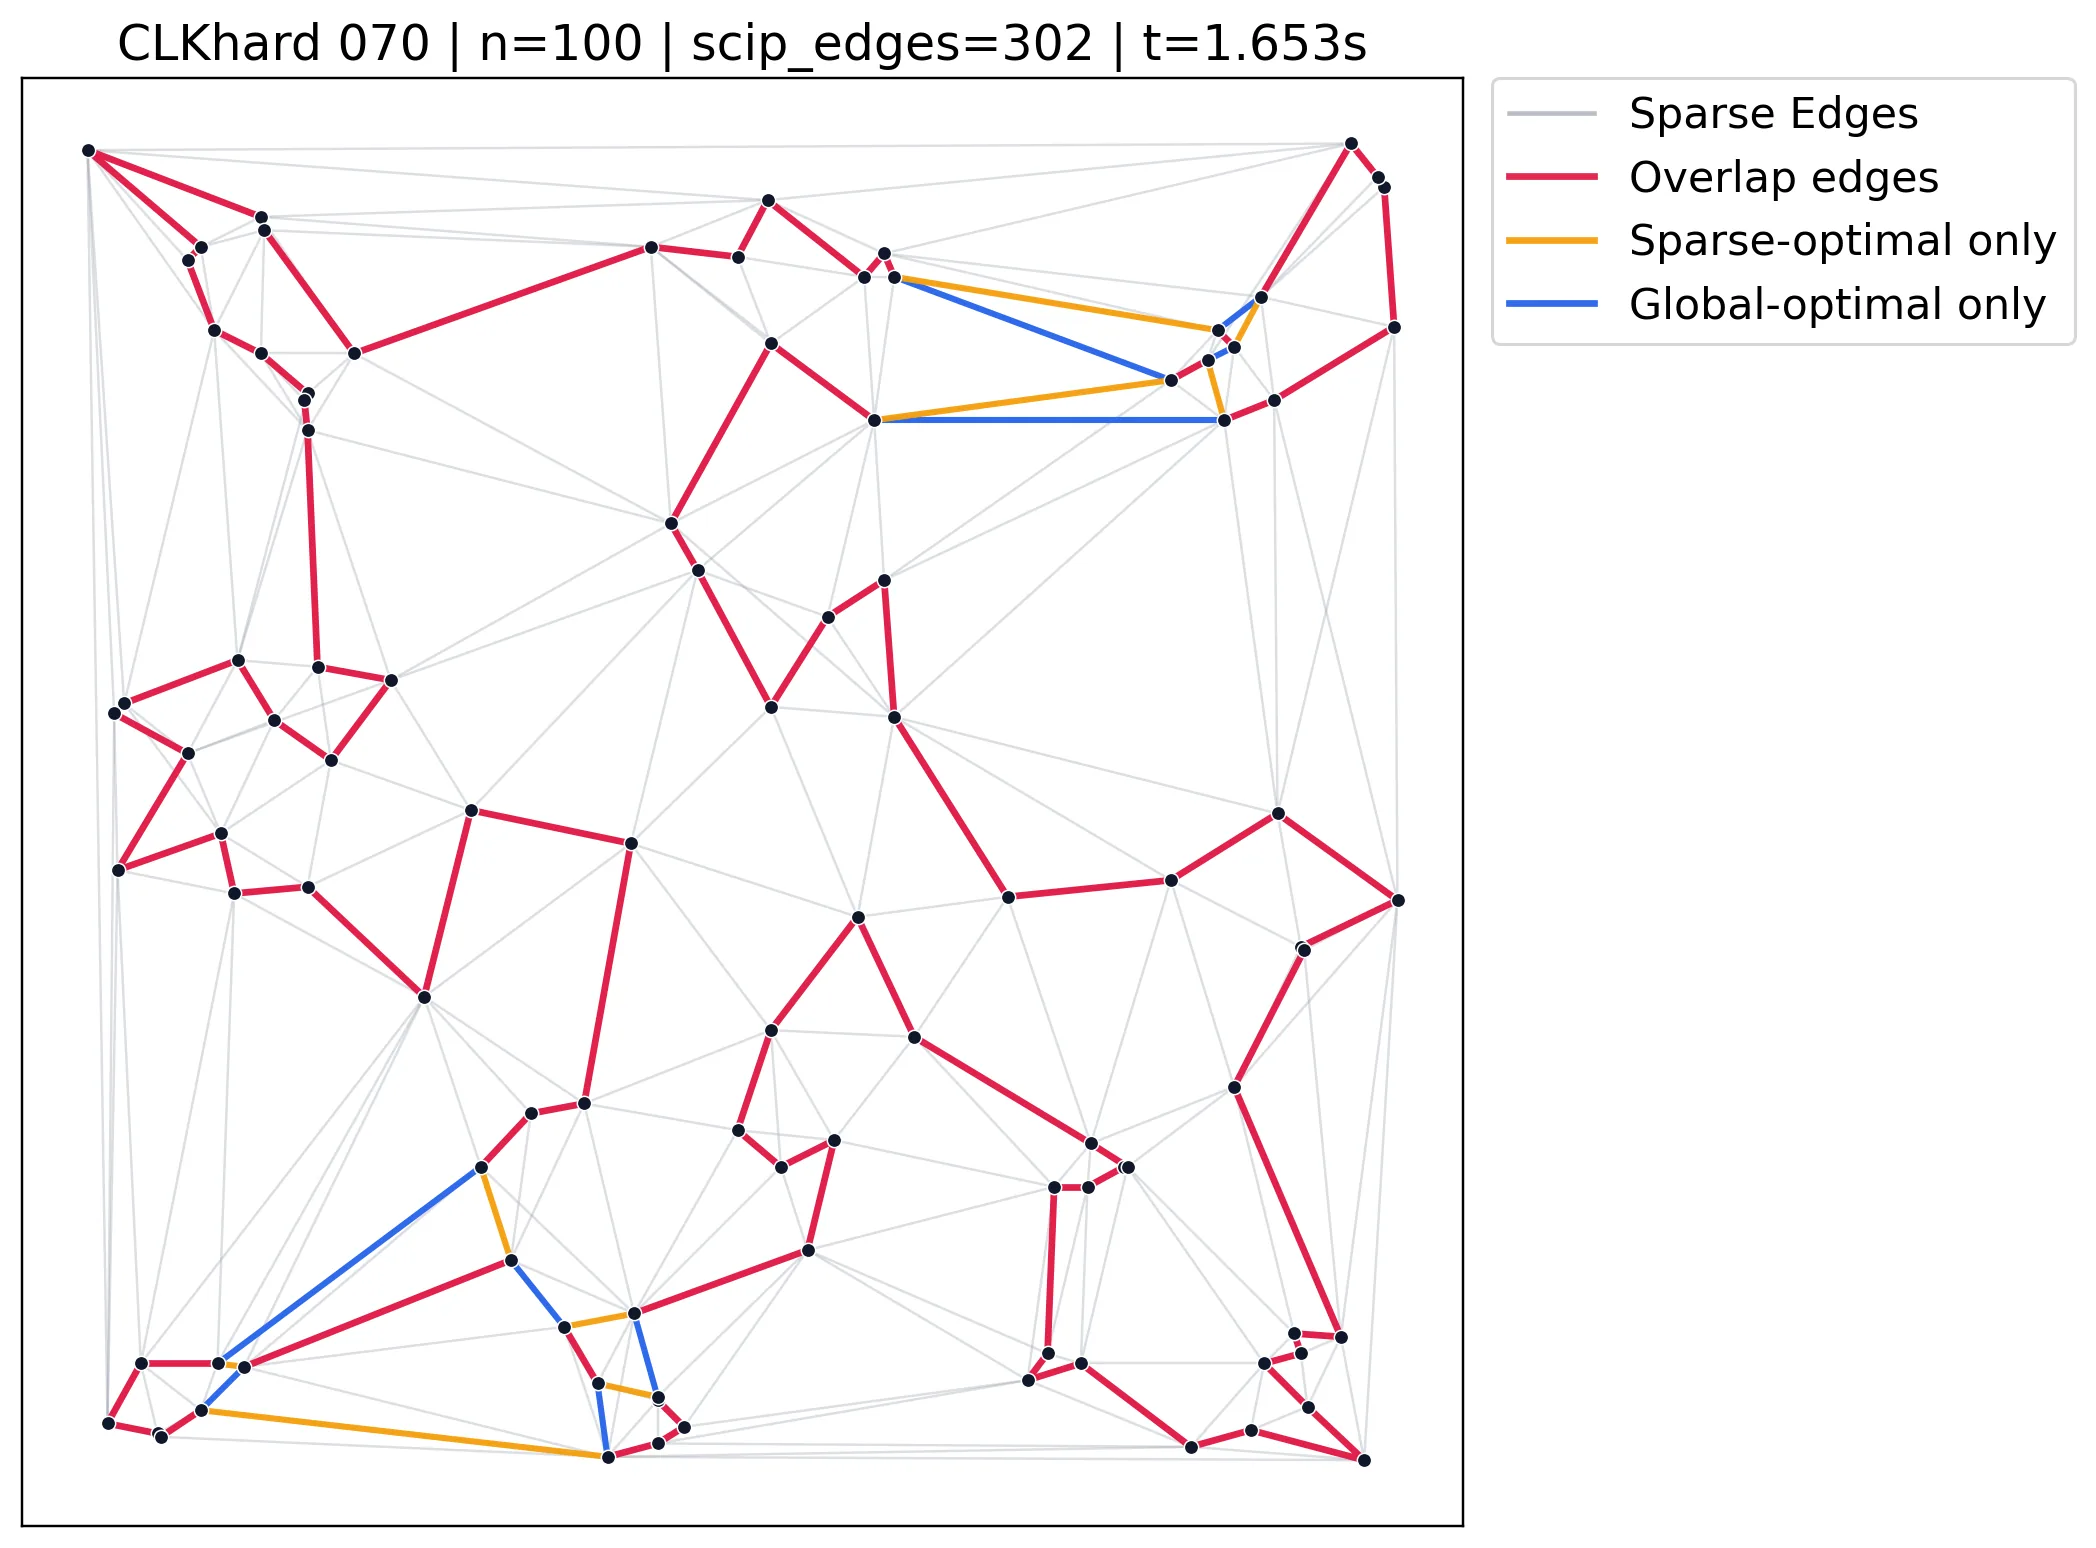 CLKhard 070 | n=100 | scip_edges=302 | t=1.653s
Sparse Edges
Overlap edges
Sparse-optimal only
Global-optimal only